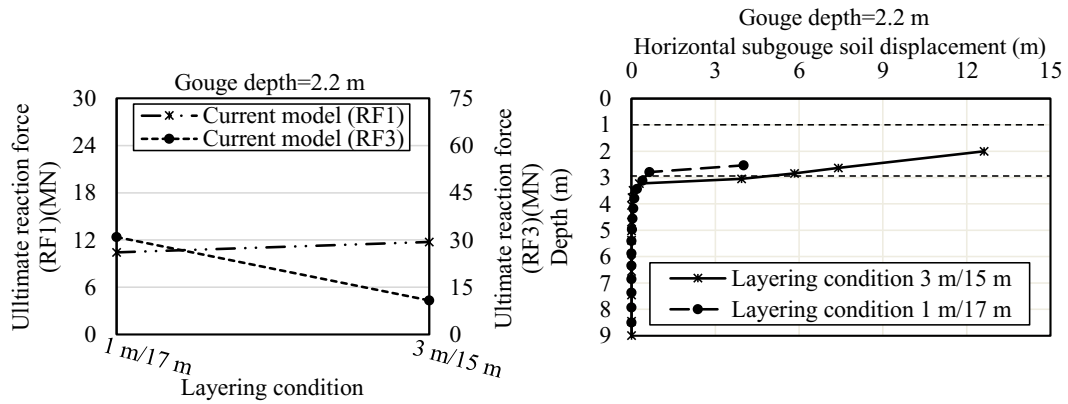 Gouge depth=2.2 m
30
24
18
12
6
0
Ulltimate reaction force
(RF1)(MN)
Current model (RF1)
Current model (RF3)
75
60
45
30
15
0
Ultimate reaction force
(RF3)(MN)
1 m/17 m
3 m/15 m
Layering condition
Gouge depth=2.2 m
Horizontal subgouge soil displacement (m)
0 3 6 9 12 15
0
1
2
3
4
5
6
7
8
9
Depth (m)
Layering condition 3 m/15 m
Layering condition 1 m/17 m